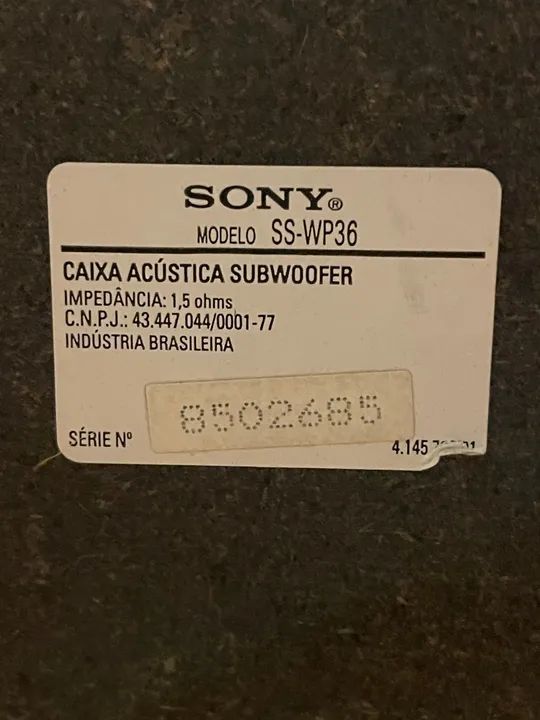 SONY®
MODELO SS-WP36
CAIXA ACÚSTICA SUBWOOFER
IMPEDÂNCIA: 1,5 ohms
C.N.P.J.: 43.447.044/0001-77
INDÚSTRIA BRASILEIRA
8502685
SÉRIE Nº